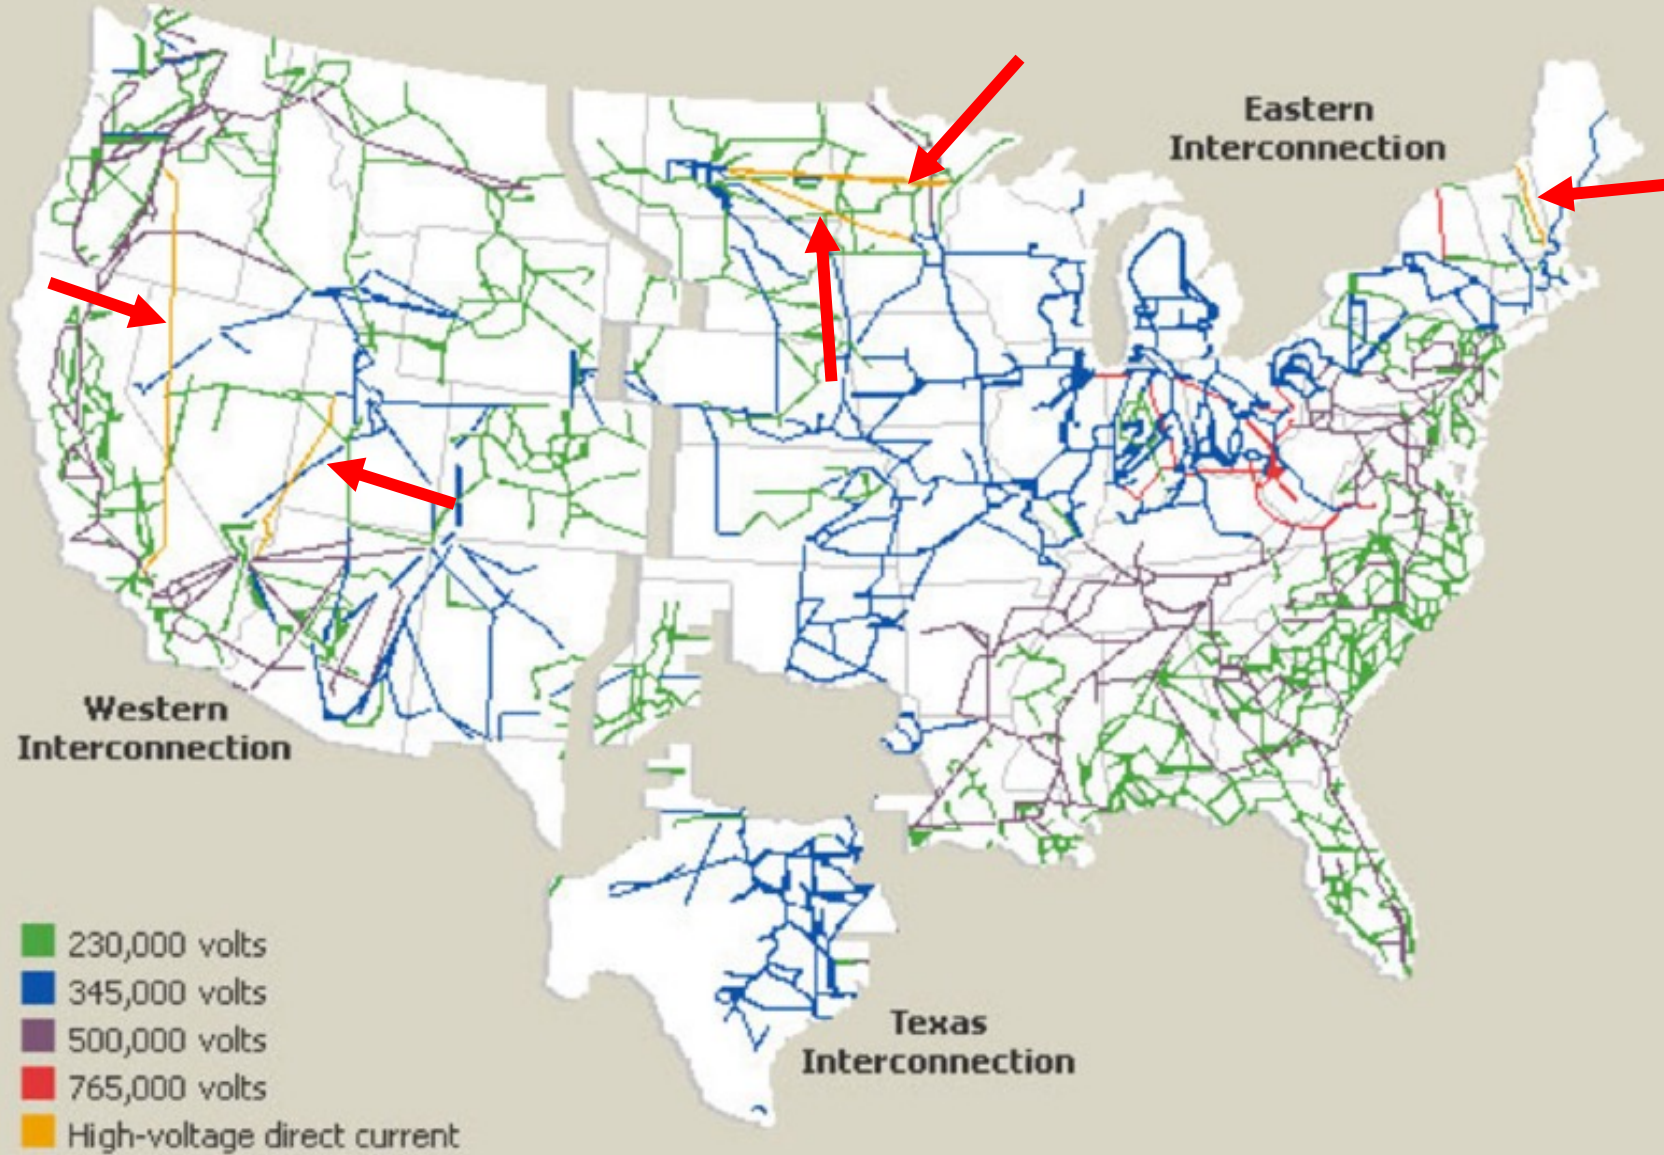 Eastern
Interconnection
Western
Interconnection
Texas
Interconnection
230,000 volts
345,000 volts
500,000 volts
765,000 volts
High-voltage direct current